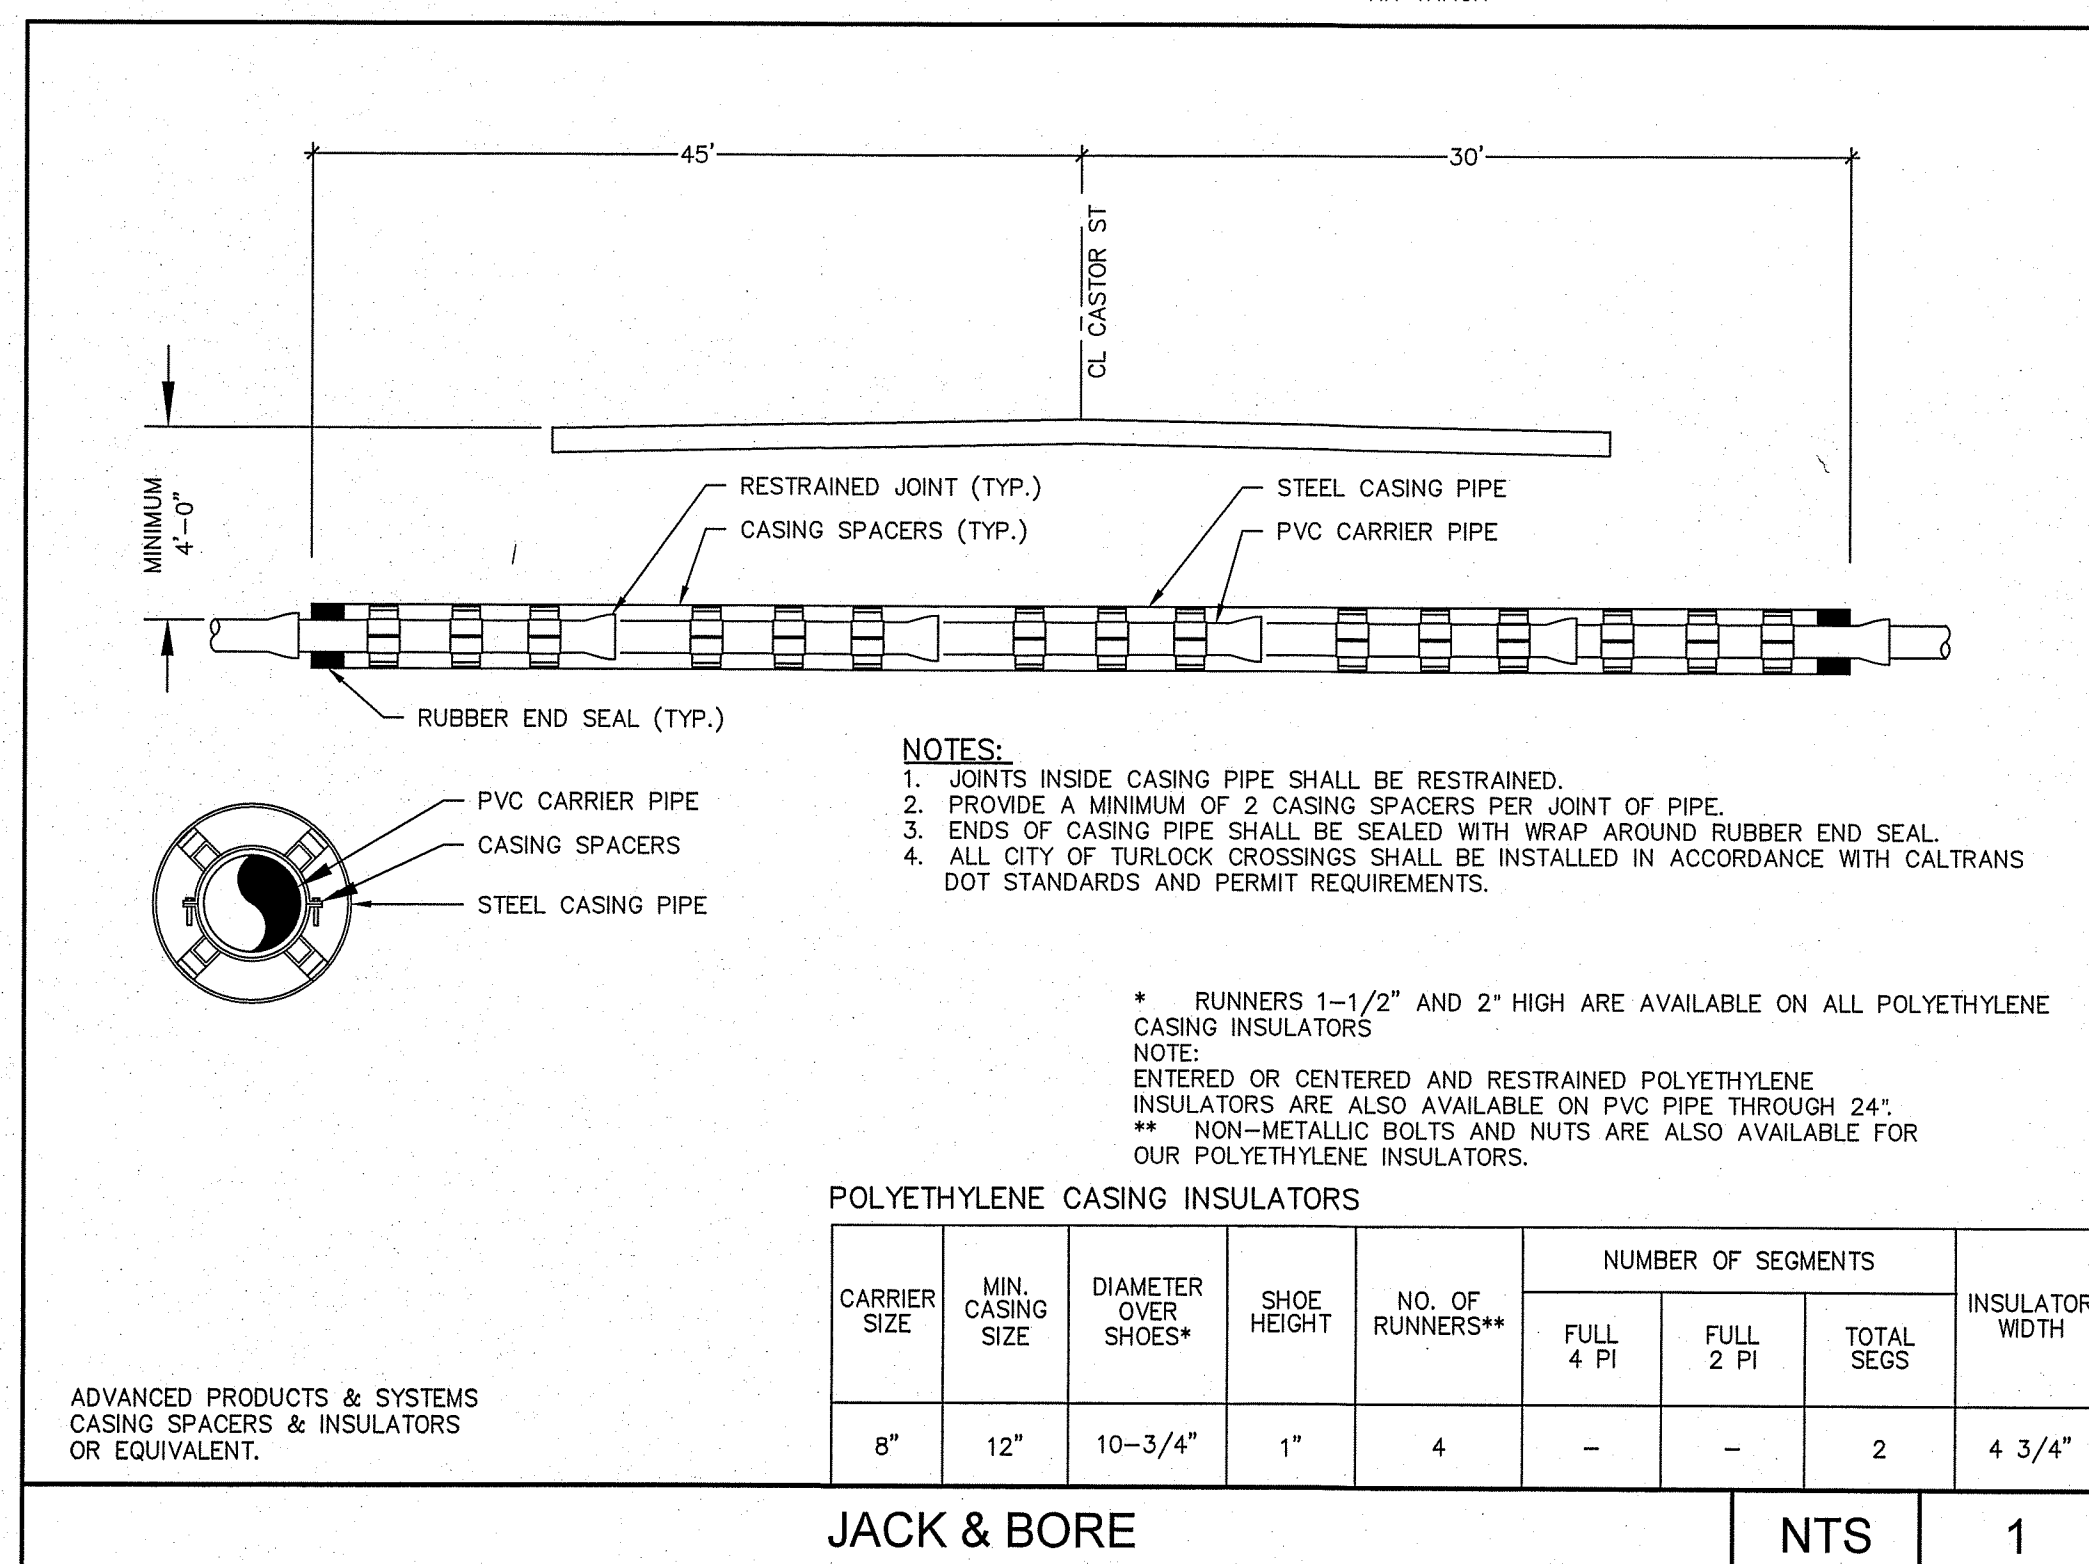 45'
30'
CL CASTOR ST
MINIMUM
4'-0"
RESTRAINED JOINT (TYP.)
CASING SPACERS (TYP.)
STEEL CASING PIPE
PVC CARRIER PIPE
RUBBER END SEAL (TYP.)
PVC CARRIER PIPE
CASING SPACERS
STEEL CASING PIPE
NOTES:
1. JOINTS INSIDE CASING PIPE SHALL BE RESTRAINED.
2. PROVIDE A MINIMUM OF 2 CASING SPACERS PER JOINT OF PIPE.
3. ENDS OF CASING PIPE SHALL BE SEALED WITH WRAP AROUND RUBBER END SEAL.
4. ALL CITY OF TURLOCK CROSSINGS SHALL BE INSTALLED IN ACCORDANCE WITH CALTRANS
DOT STANDARDS AND PERMIT REQUIREMENTS.
* RUNNERS 1-1/2" AND 2" HIGH ARE AVAILABLE ON ALL POLYETHYLENE
CASING INSULATORS
NOTE:
ENTERED OR CENTERED AND RESTRAINED POLYETHYLENE
INSULATORS ARE ALSO AVAILABLE ON PVC PIPE THROUGH 24".
** NON-METALLIC BOLTS AND NUTS ARE ALSO AVAILABLE FOR
OUR POLYETHYLENE INSULATORS.
POLYETHYLENE CASING INSULATORS
CARRIER
SIZE
MIN.
CASING
SIZE
DIAMETER
OVER
SHOES*
SHOE
HEIGHT
NO. OF
RUNNERS**
NUMBER OF SEGMENTS
FULL
4 PI
FULL
2 PI
TOTAL
SEGS
INSULATOR
WIDTH
8" 12" 10-3/4" 1" 4 - - 2 4 3/4"
ADVANCED PRODUCTS & SYSTEMS
CASING SPACERS & INSULATORS
OR EQUIVALENT.
JACK & BORE NTS 1